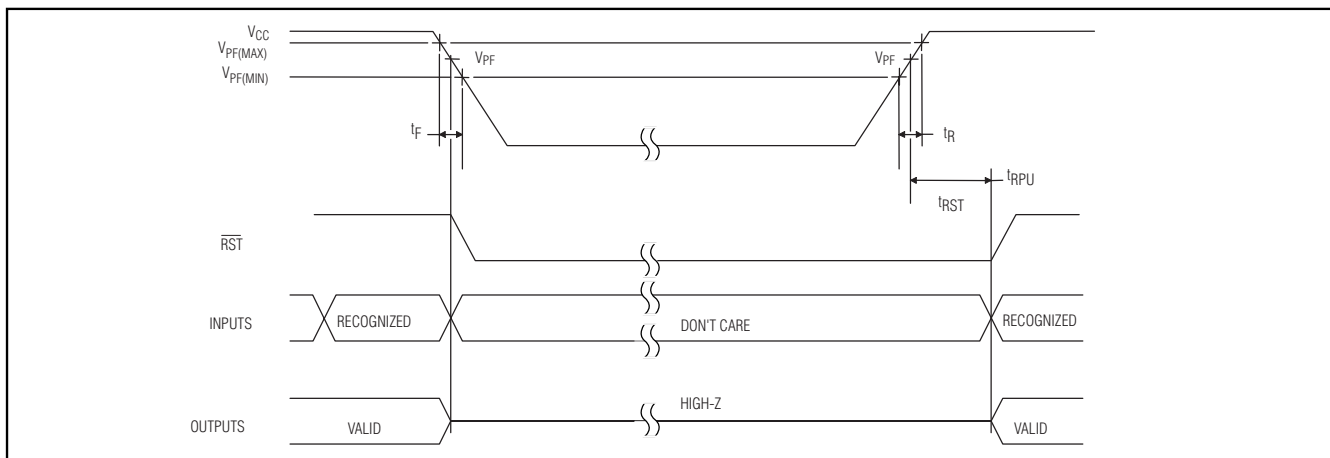 VCC
VPF(MAX)
VPF VPF
VPF(MIN)
tF tR
tRPU
tRST
RST
INPUTS RECOGNIZED DON'T CARE RECOGNIZED
HIGH-Z
OUTPUTS VALID VALID